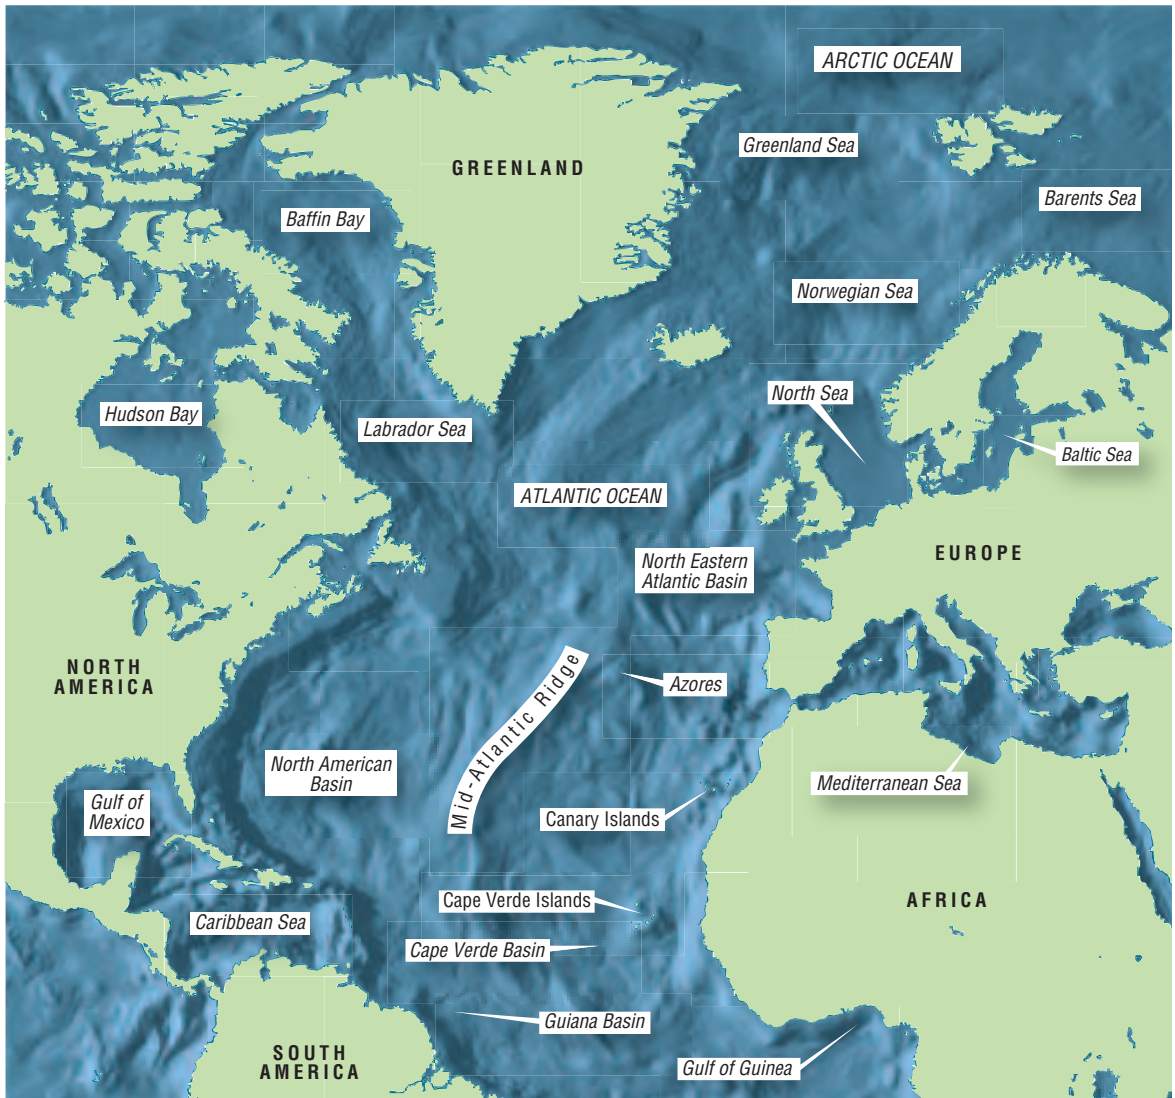 ARCTIC OCEAN
Greenland Sea
GREENLAND
Barents Sea
Baffin Bay
Norwegian Sea
North Sea
Hudson Bay
Labrador Sea
Baltic Sea
ATLANTIC OCEAN
North Eastern
Atlantic Basin
EUROPE
NORTH
AMERICA
Mid-Atlantic Ridge
Azores
North American
Basin
Mediterranean Sea
Gulf of
Mexico
Canary Islands
Cape Verde Islands
AFRICA
Caribbean Sea
Cape Verde Basin
Guiana Basin
SOUTH
AMERICA
Gulf of Guinea